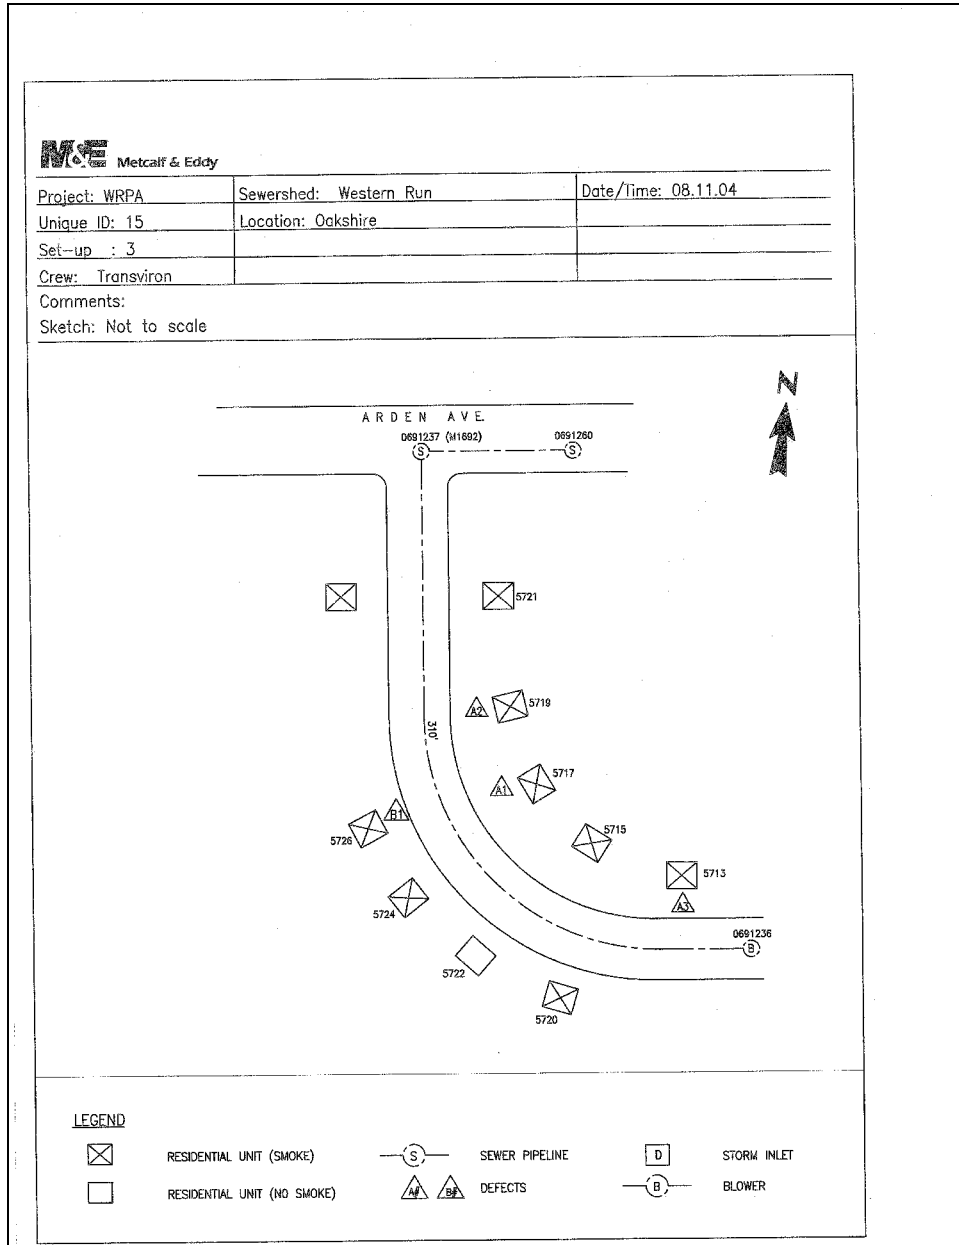 M&E Metcalf & Eddy
Project: WRPA
Sewershed: Western Run
Date/Time: 08.11.04
Unique ID: 15
Location: Oakshire
Set-up : 3
Crew: Transviron
Comments:
Sketch: Not to scale
N
ARDEN AVE.
0691237 (M1692)
0691260
S
S
5721
A2
5719
310'
A1
5717
B1
5726
5715
5713
A3
5724
0691236
B
5722
5720
LEGEND
RESIDENTIAL UNIT (SMOKE)
S
SEWER PIPELINE
D
STORM INLET
RESIDENTIAL UNIT (NO SMOKE)
A#
B#
DEFECTS
B
BLOWER